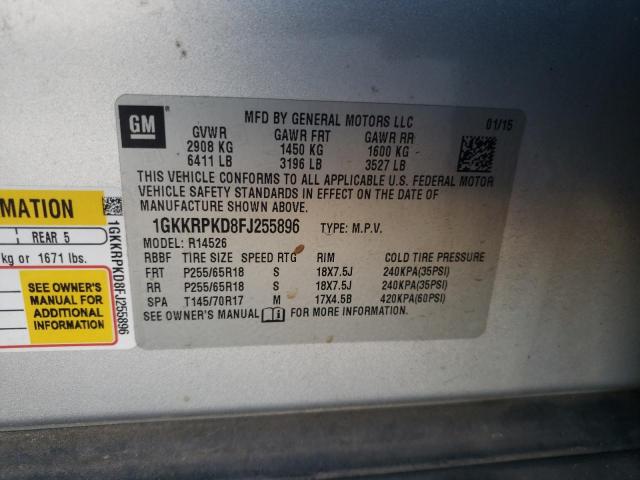 GM
MFD BY GENERAL MOTORS LLC
01/15
GVWR GAWR FRT GAWR RR
2908 KG 1450 KG 1600 KG
6411 LB 3196 LB 3527 LB
THIS VEHICLE CONFORMS TO ALL APPLICABLE U.S. FEDERAL MOTOR
VEHICLE SAFETY STANDARDS IN EFFECT ON THE DATE OF
MANUFACTURE SHOWN ABOVE.
1GKKRPKD8FJ255896 TYPE: M.P.V.
MODEL: R14526
RBBF TIRE SIZE SPEED RTG RIM COLD TIRE PRESSURE
FRT P255/65R18 S 18X7.5J 240KPA(35PSI)
RR P255/65R18 S 18X7.5J 240KPA(35PSI)
SPA T145/70R17 M 17X4.5B 420KPA(60PSI)
SEE OWNER'S MANUAL FOR MORE INFORMATION.
MATION
REAR 5
kg or 1671 lbs.
SEE OWNER'S
MANUAL FOR
ADDITIONAL
INFORMATION
1GKKRPKD8FJ255896